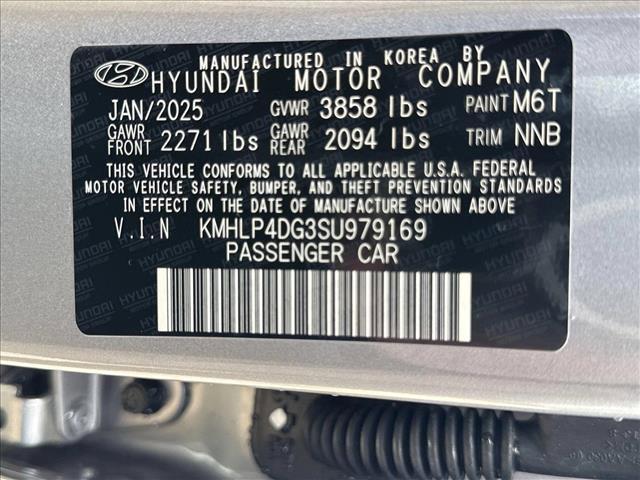 MANUFACTURED IN KOREA BY
HYUNDAI MOTOR COMPANY
JAN/2025 GVWR 3858 lbs PAINT M6T
GAWR FRONT 2271 lbs GAWR REAR 2094 lbs TRIM NNB
THIS VEHICLE CONFORMS TO ALL APPLICABLE U.S.A. FEDERAL
MOTOR VEHICLE SAFETY, BUMPER, AND THEFT PREVENTION STANDARDS
IN EFFECT ON THE DATE OF MANUFACTURE SHOWN ABOVE.
V.I.N KMHLP4DG3SU979169
PASSENGER CAR